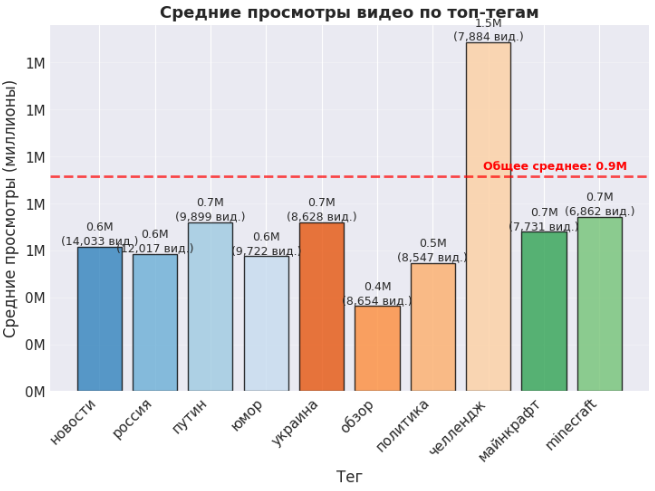 Средние просмотры видео по топ-тегам
Средние просмотры (миллионы)
1M
1M
1M
1M
1M
0M
0M
0M
0.6M
(14,033 вид.)
0.6M
(12,017 вид.)
0.7M
(9,899 вид.)
0.6M
(9,722 вид.)
0.7M
(8,628 вид.)
0.4M
(8,654 вид.)
0.5M
(8,547 вид.)
1.5M
(7,884 вид.)
0.7M
(7,731 вид.)
0.7M
(6,862 вид.)
Общее среднее: 0.9M
новости
россия
путин
юмор
украина
обзор
политика
челлендж
майнкрафт
minecraft
Тег